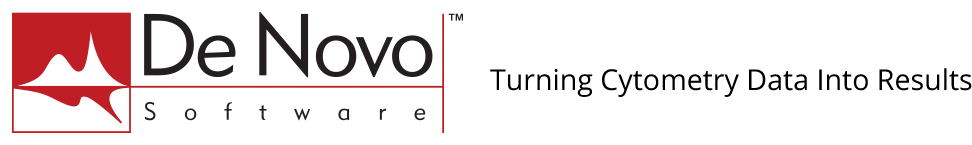 De Novo™
Software
Turning Cytometry Data Into Results